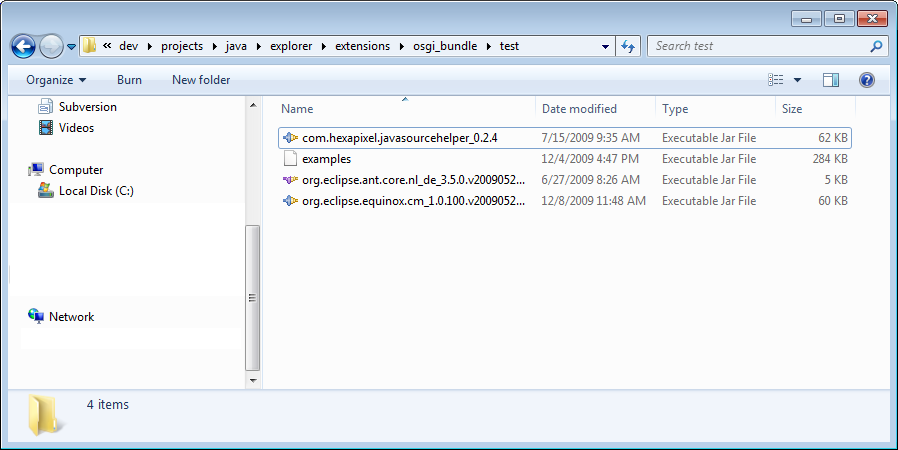 « dev ▸ projects ▸ java ▸ explorer ▸ extensions ▸ osgi_bundle ▸ test Search test
Organize Burn New folder
Subversion
Videos
Computer
Local Disk (C:)
Network
Name Date modified Type Size
com.hexapixel.javasourcehelper_0.2.4 7/15/2009 9:35 AM Executable Jar File 62 KB
examples 12/4/2009 4:47 PM Executable Jar File 284 KB
org.eclipse.ant.core.nl_de_3.5.0.v2009052... 6/27/2009 8:26 AM Executable Jar File 5 KB
org.eclipse.equinox.cm_1.0.100.v2009052... 12/8/2009 11:48 AM Executable Jar File 60 KB
4 items